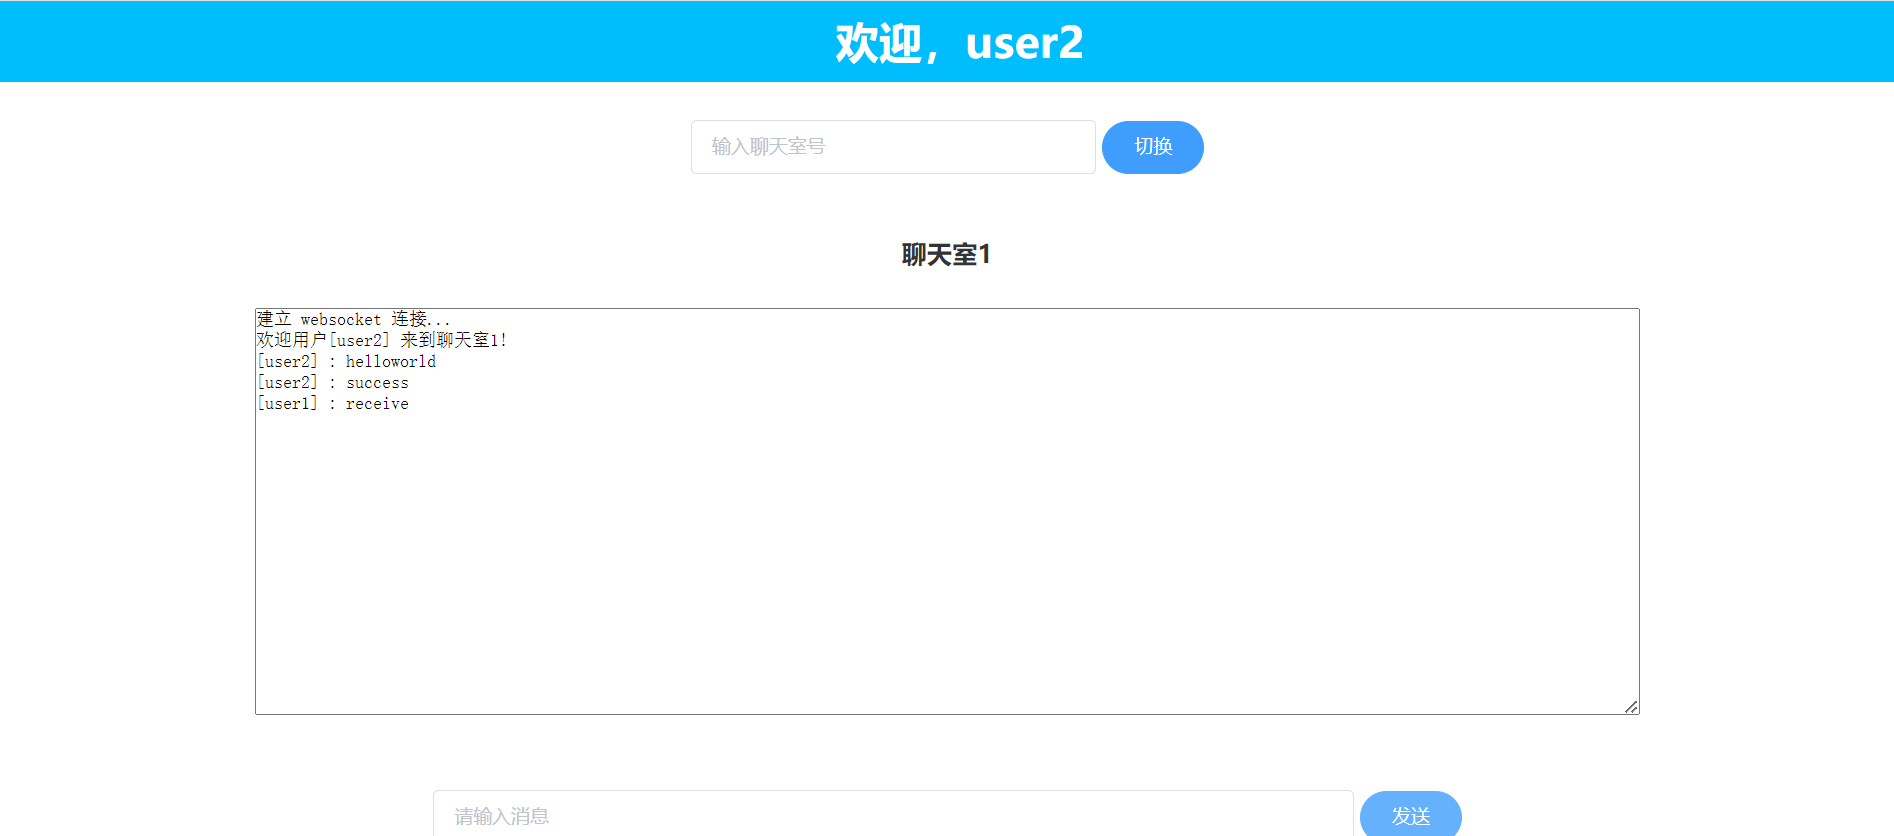 欢迎，user2
输入聊天室号 切换
聊天室1
建立 websocket 连接...
欢迎用户[user2] 来到聊天室1!
[user2] : helloworld
[user2] : success
[user1] : receive
请输入消息 发送